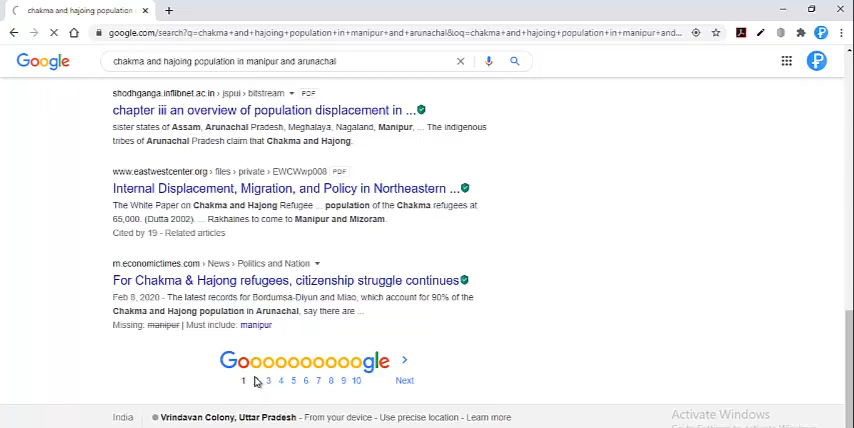 chakma and hajoing population
google.com/search?q=chakma+and+hajoing+population+in+manipur+and+arunachal&oq=chakma+and+hajoing+population+in+manipur+and...
Google chakma and hajoing population in manipur and arunachal
shodhganga.inflibnet.ac.in › jspui › bitstream PDF
chapter iii an overview of population displacement in ...
sister states of Assam, Arunachal Pradesh, Meghalaya, Nagaland, Manipur, ... The indigenous
tribes of Arunachal Pradesh claim that Chakma and Hajong.
www.eastwestcenter.org › files › private › EWCWwp008 PDF
Internal Displacement, Migration, and Policy in Northeastern ...
The White Paper on Chakma and Hajong Refugee ... population of the Chakma refugees at
65,000. (Dutta 2002). ... Rakhaines to come to Manipur and Mizoram.
Cited by 19 - Related articles
m.economictimes.com › News › Politics and Nation
For Chakma & Hajong refugees, citizenship struggle continues
Feb 8, 2020 - The latest records for Bordumsa-Diyun and Miao, which account for 90% of the
Chakma and Hajong population in Arunachal, say there are ...
Missing: manipur | Must include: manipur
Goooooooooogle >
1 3 4 5 6 7 8 9 10 Next
India Vrindavan Colony, Uttar Pradesh - From your device - Use precise location - Learn more
Activate Windows